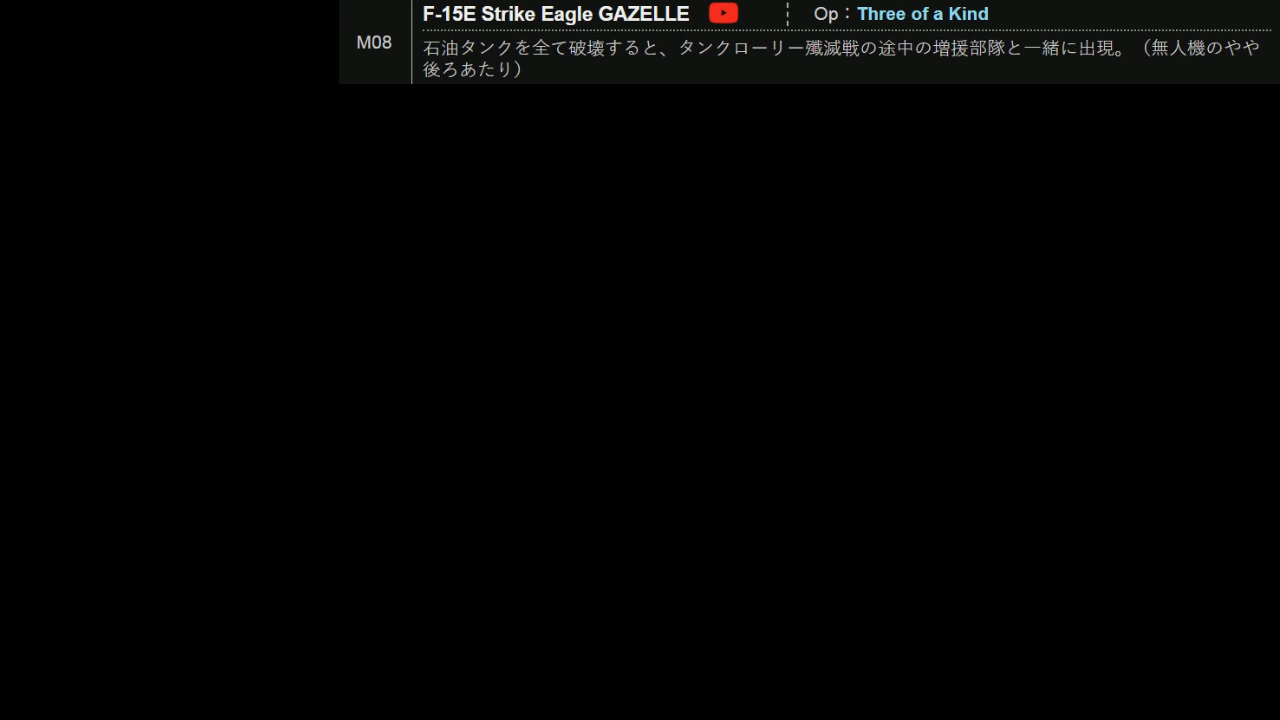 F-15E Strike Eagle GAZELLE
Op：Three of a Kind
M08
石油タンクを全て破壊すると、タンクローリー殲滅戦の途中の増援部隊と一緒に出現。（無人機のやや
後ろあたり）